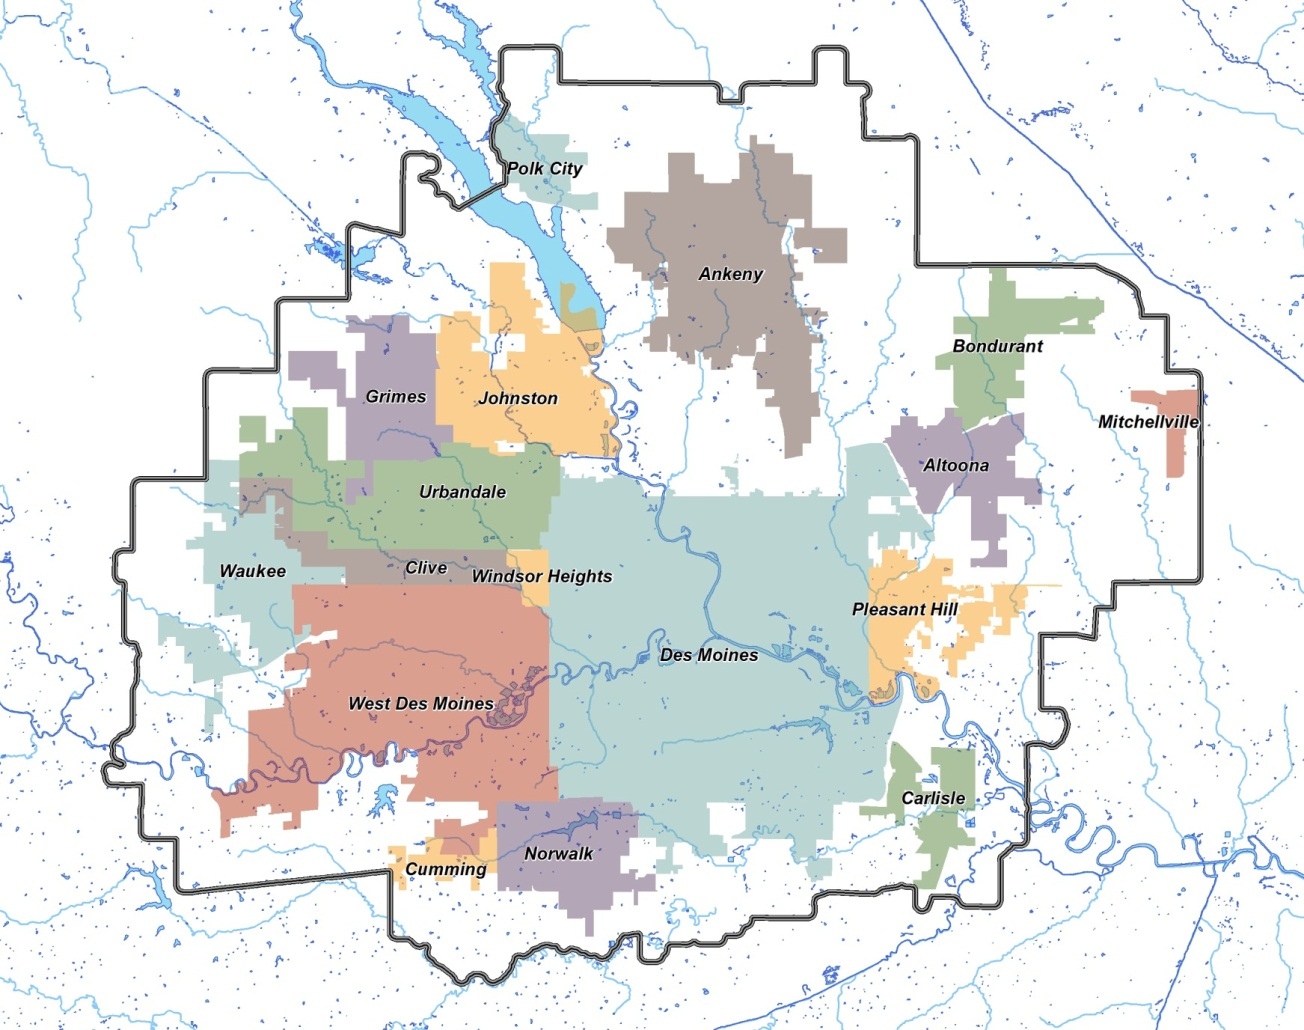 Polk City
Ankeny
Bondurant
Grimes
Johnston
Mitchellville
Altoona
Urbandale
Waukee
Clive
Windsor Heights
Pleasant Hill
Des Moines
West Des Moines
Carlisle
Norwalk
Cumming